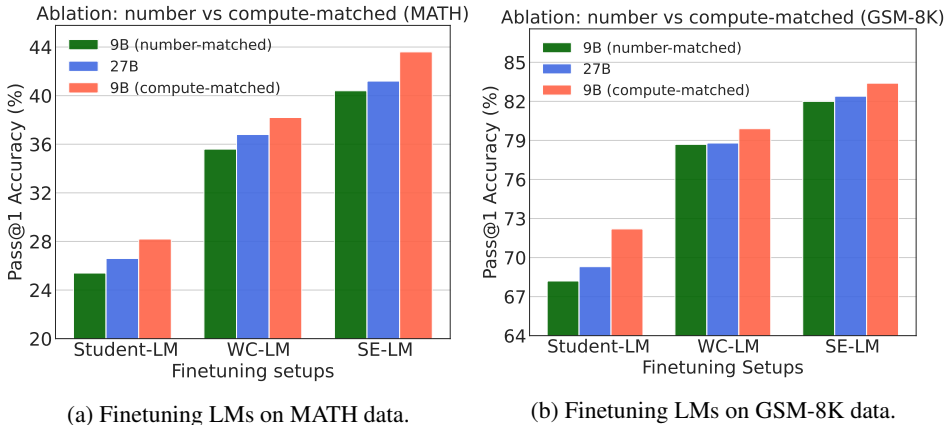 Ablation: number vs compute-matched (MATH)
44
40
36
32
28
24
20
Pass@1 Accuracy (%)
9B (number-matched)
27B
9B (compute-matched)
Student-LM WC-LM SE-LM
Finetuning setups
(a) Finetuning LMs on MATH data.
Ablation: number vs compute-matched (GSM-8K)
85
82
79
76
73
70
67
64
Pass@1 Accuracy (%)
9B (number-matched)
27B
9B (compute-matched)
Student-LM WC-LM SE-LM
Finetuning Setups
(b) Finetuning LMs on GSM-8K data.